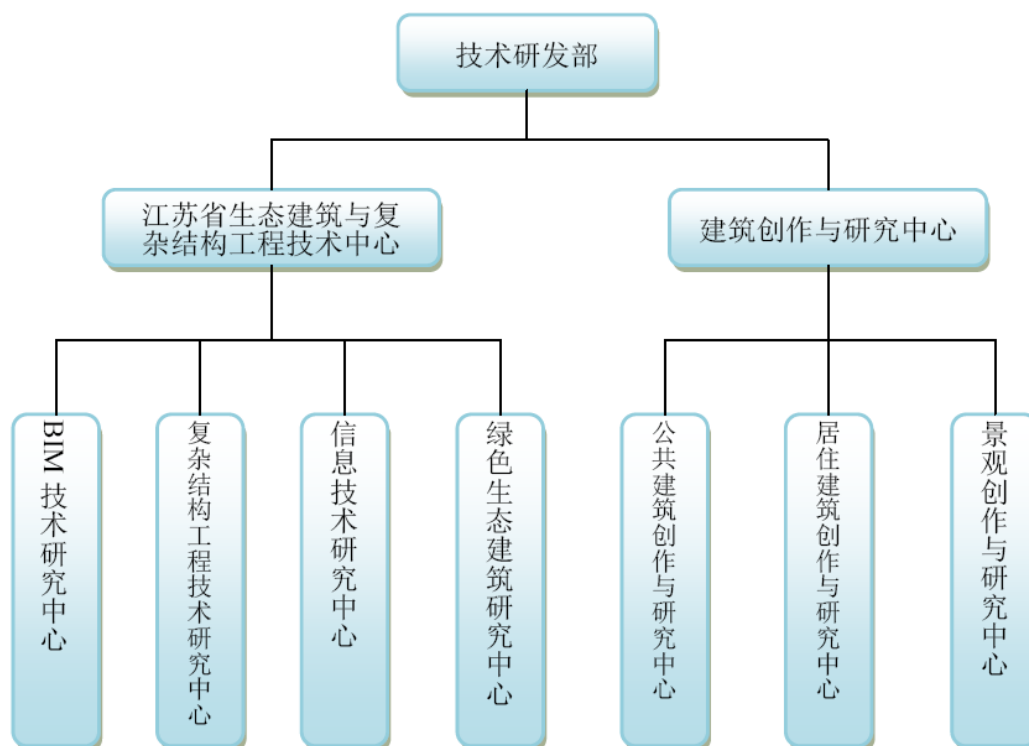 技术研发部
江苏省生态建筑与复
杂结构工程技术中心
建筑创作与研究中心
BIM 技术研究中心
复杂结构工程技术研究中心
信息技术研究中心
绿色生态建筑研究中心
公共建筑创作与研究中心
居住建筑创作与研究中心
景观创作与研究中心